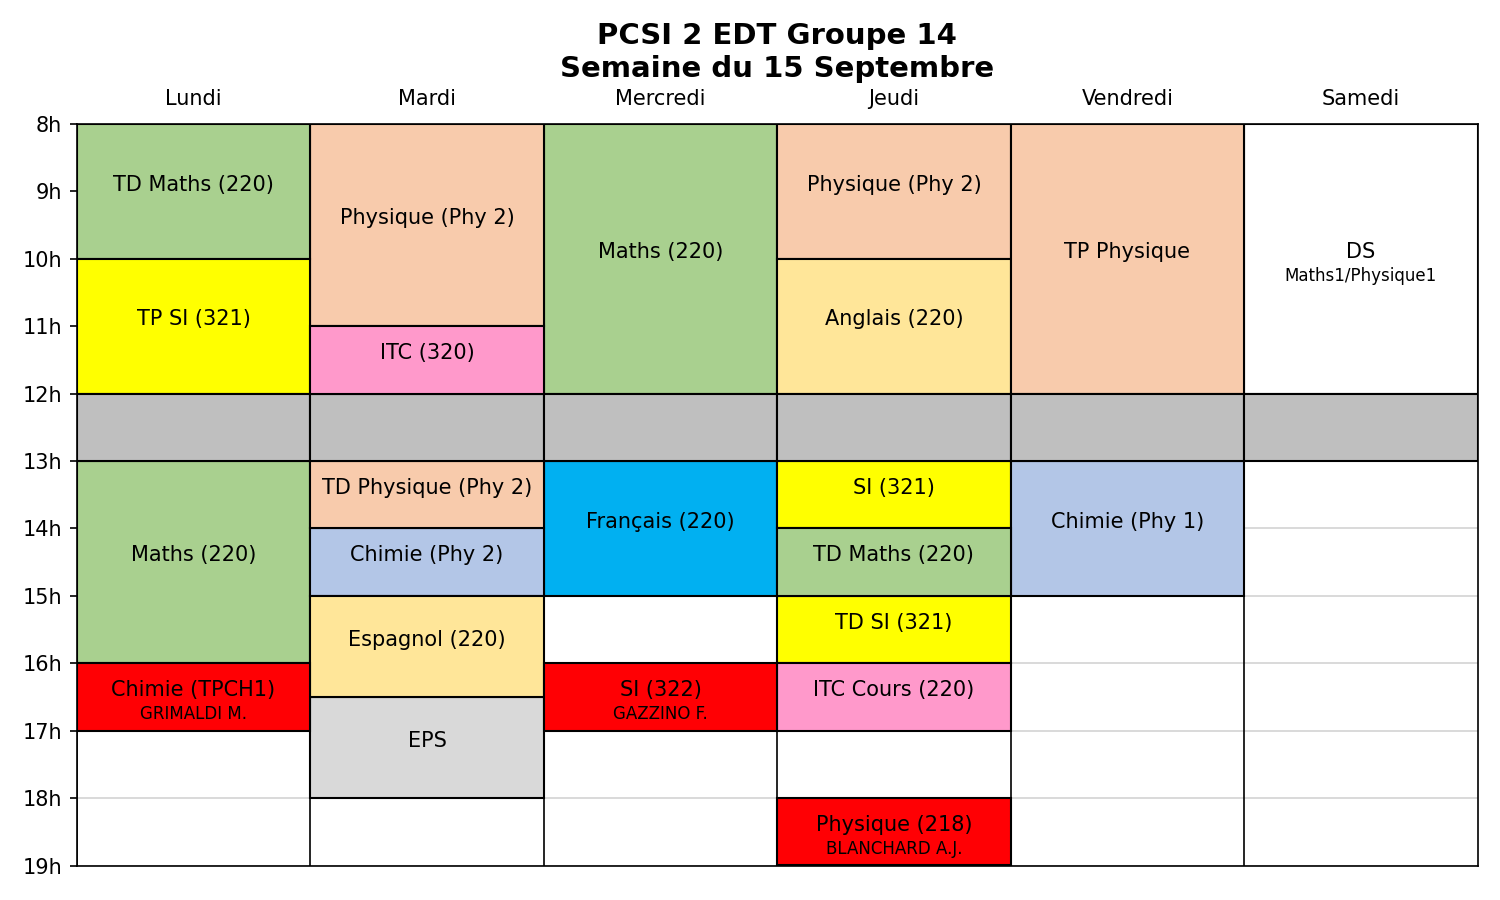 PCSI 2 EDT Groupe 14
Semaine du 15 Septembre
Lundi Mardi Mercredi Jeudi Vendredi Samedi
8h
TD Maths (220) Physique (Phy 2)
9h
Physique (Phy 2)
Maths (220) TP Physique DS
10h
Maths1/Physique1
TP SI (321) Anglais (220)
11h
ITC (320)
12h
13h
TD Physique (Phy 2) SI (321)
Français (220) Chimie (Phy 1)
14h
Maths (220) Chimie (Phy 2) TD Maths (220)
15h
TD SI (321)
Espagnol (220)
16h
Chimie (TPCH1) SI (322) ITC Cours (220)
GRIMALDI M. GAZZINO F.
17h
EPS
18h
Physique (218)
BLANCHARD A.J.
19h